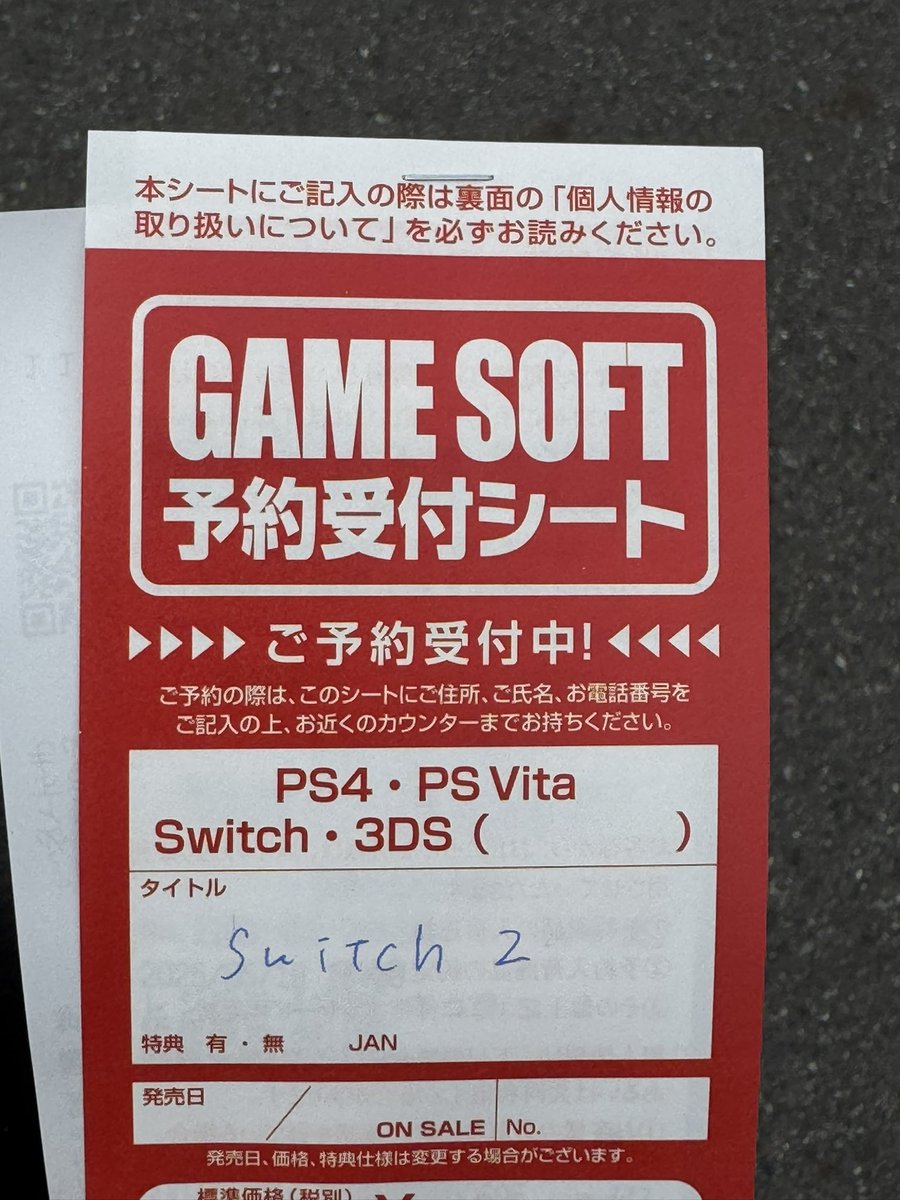 本シートにご記入の際は裏面の「個人情報の
取り扱いについて」を必ずお読みください。
GAME SOFT
予約受付シート
ご予約受付中!
ご予約の際は、このシートにご住所、ご氏名、お電話番号を
ご記入の上、お近くのカウンターまでお持ちください。
PS4・PS Vita
Switch・3DS ( )
タイトル
Switch 2
特典 有・無 JAN
発売日 / ON SALE No.
発売日、価格、特典仕様は変更する場合がございます。
標準価格(税別) ¥